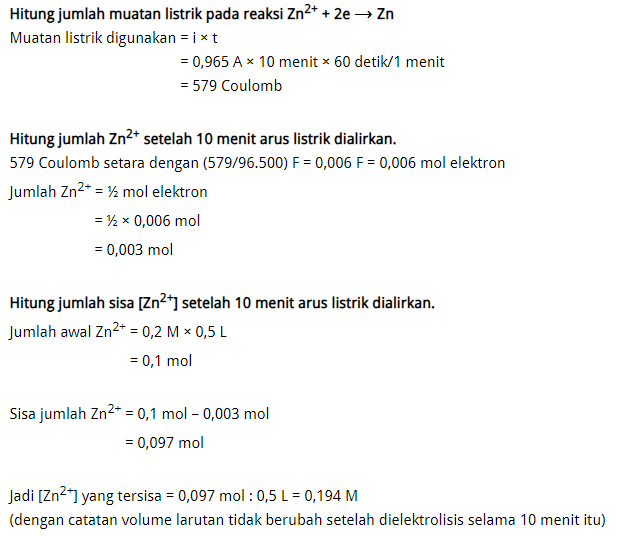 Hitung jumlah muatan listrik pada reaksi Zn²⁺ + 2e ⟶ Zn
Muatan listrik digunakan = i × t
= 0,965 A × 10 menit × 60 detik/1 menit
= 579 Coulomb
Hitung jumlah Zn²⁺ setelah 10 menit arus listrik dialirkan.
579 Coulomb setara dengan (579/96.500) F = 0,006 F = 0,006 mol elektron
Jumlah Zn²⁺ = ½ mol elektron
= ½ × 0,006 mol
= 0,003 mol
Hitung jumlah sisa [Zn²⁺] setelah 10 menit arus listrik dialirkan.
Jumlah awal Zn²⁺ = 0,2 M × 0,5 L
= 0,1 mol
Sisa jumlah Zn²⁺ = 0,1 mol – 0,003 mol
= 0,097 mol
Jadi [Zn²⁺] yang tersisa = 0,097 mol : 0,5 L = 0,194 M
(dengan catatan volume larutan tidak berubah setelah dielektrolisis selama 10 menit itu)